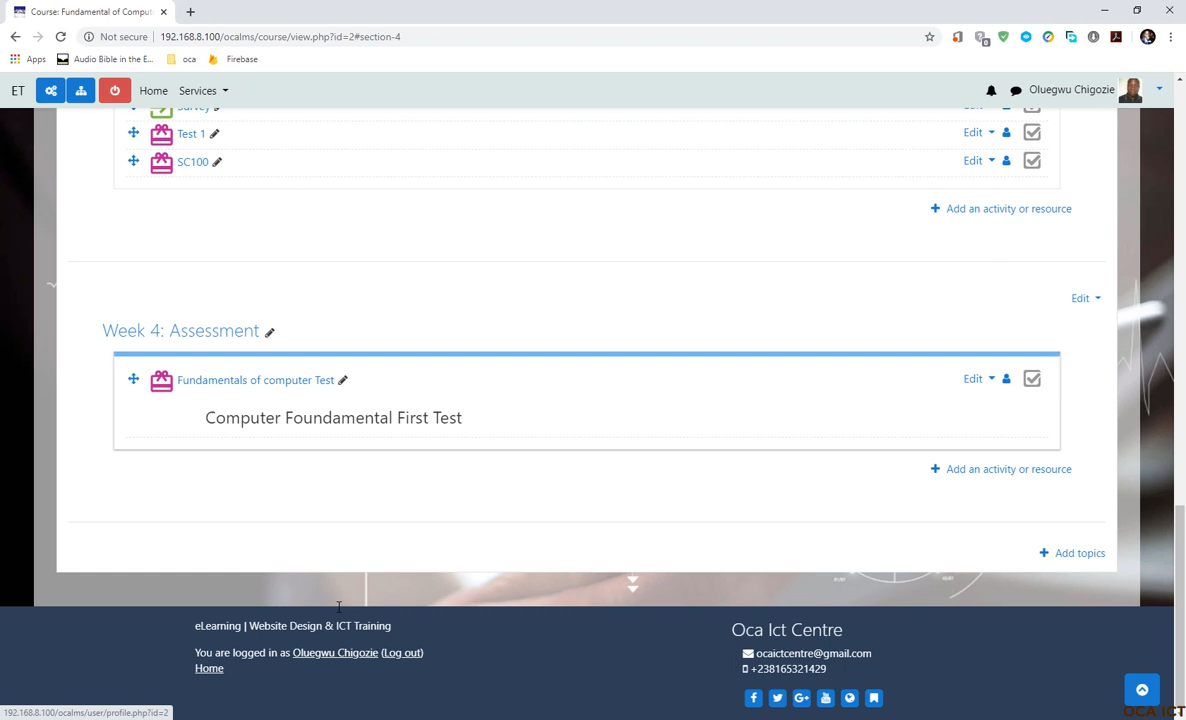 Course: Fundamental of Comput
Not secure 192.168.8.100/ocalms/course/view.php?id=2#section-4
Apps Audio Bible in the E... oca Firebase
ET Home Services Oluegwu Chigozie
Survey Edit
Test 1 Edit
SC100 Edit
Add an activity or resource
Edit
Week 4: Assessment
Fundamentals of computer Test Edit
Computer Foundamental First Test
Add an activity or resource
Add topics
eLearning | Website Design & ICT Training
You are logged in as Oluegwu Chigozie (Log out)
Home
Oca Ict Centre
ocaictcentre@gmail.com
+238165321429
192.168.8.100/ocalms/user/profile.php?id=2
OCA ICT